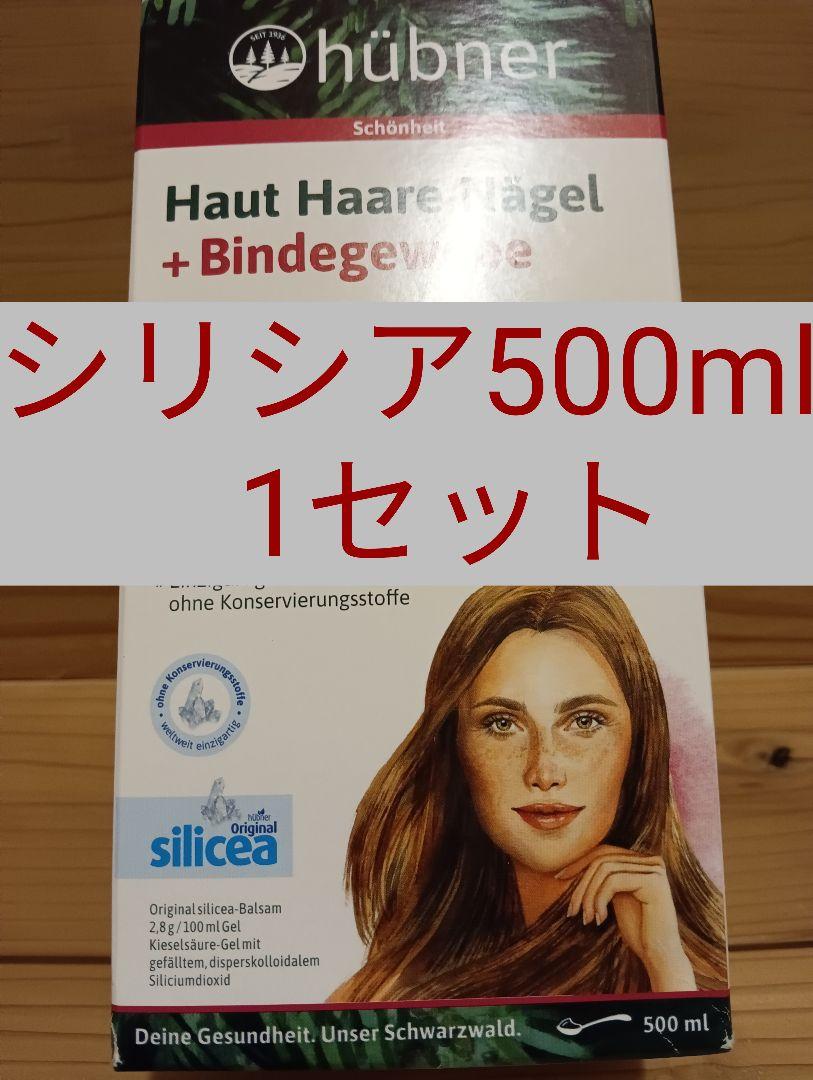 SEIT 1936
hübner
Schönheit
Haut Haare Nägel
+ Bindegewebe
シリシア500ml
1セット
ohne Konservierungsstoffe
• ohne Konservierungsstoffe •
weltweit einzigartig
hübner
Original
silicea
Original silicea-Balsam
2,8 g / 100 ml Gel
Kieselsäure-Gel mit
gefälltem, disperskolloidalem
Siliciumdioxid
Deine Gesundheit. Unser Schwarzwald.
500 ml